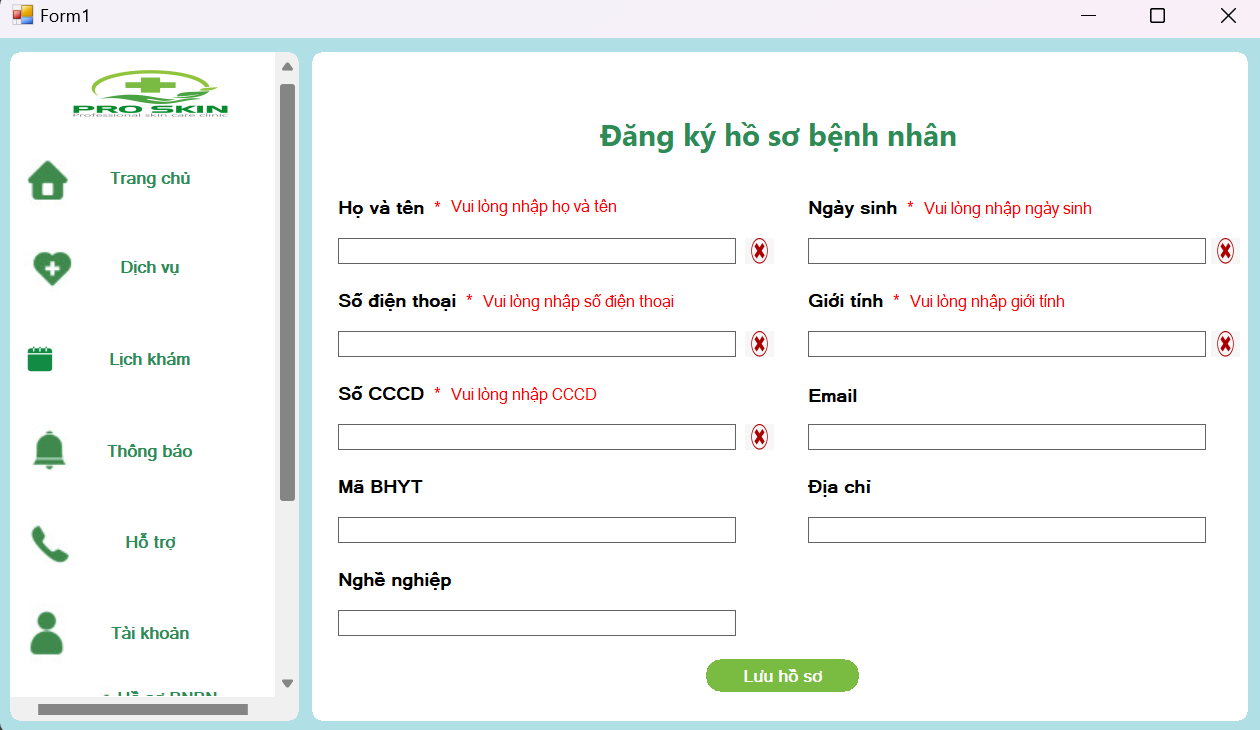 Form1
PRO SKIN
Professional skin care clinic
Trang chủ
Dịch vụ
Lịch khám
Thông báo
Hỗ trợ
Tài khoản
Đăng ký hồ sơ bệnh nhân
Họ và tên * Vui lòng nhập họ và tên
Ngày sinh * Vui lòng nhập ngày sinh
Số điện thoại * Vui lòng nhập số điện thoại
Giới tính * Vui lòng nhập giới tính
Số CCCD * Vui lòng nhập CCCD
Email
Mã BHYT
Địa chỉ
Nghề nghiệp
Lưu hồ sơ